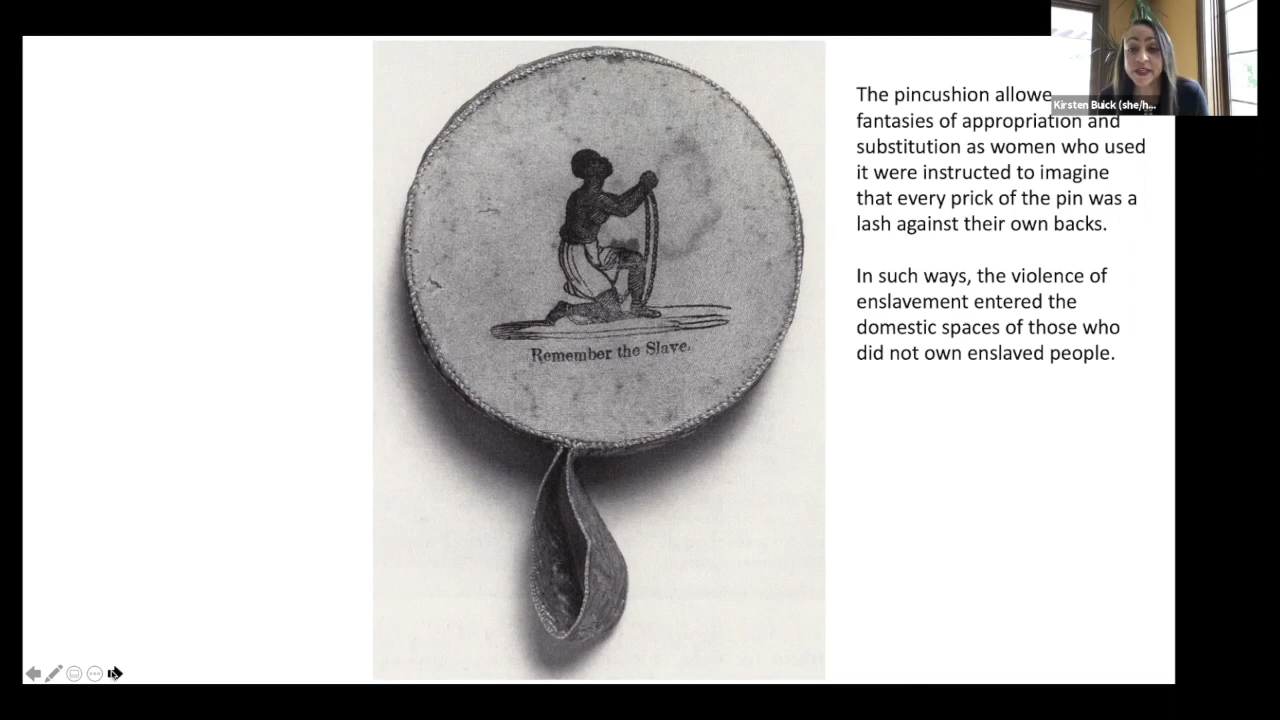 The pincushion allowe
Kirsten Buick (she/h...
fantasies of appropriation and
substitution as women who used
it were instructed to imagine
that every prick of the pin was a
lash against their own backs.
In such ways, the violence of
enslavement entered the
domestic spaces of those who
did not own enslaved people.
Remember the Slave.